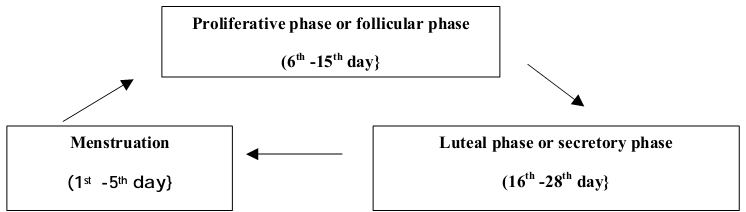 Proliferative phase or follicular phase
(6th -15th day}
Menstruation
(1st -5th day}
Luteal phase or secretory phase
(16th -28th day}